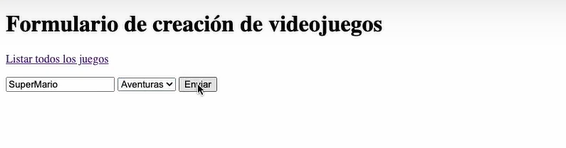 Formulario de creación de videojuegos
Listar todos los juegos
SuperMario Aventuras Enviar